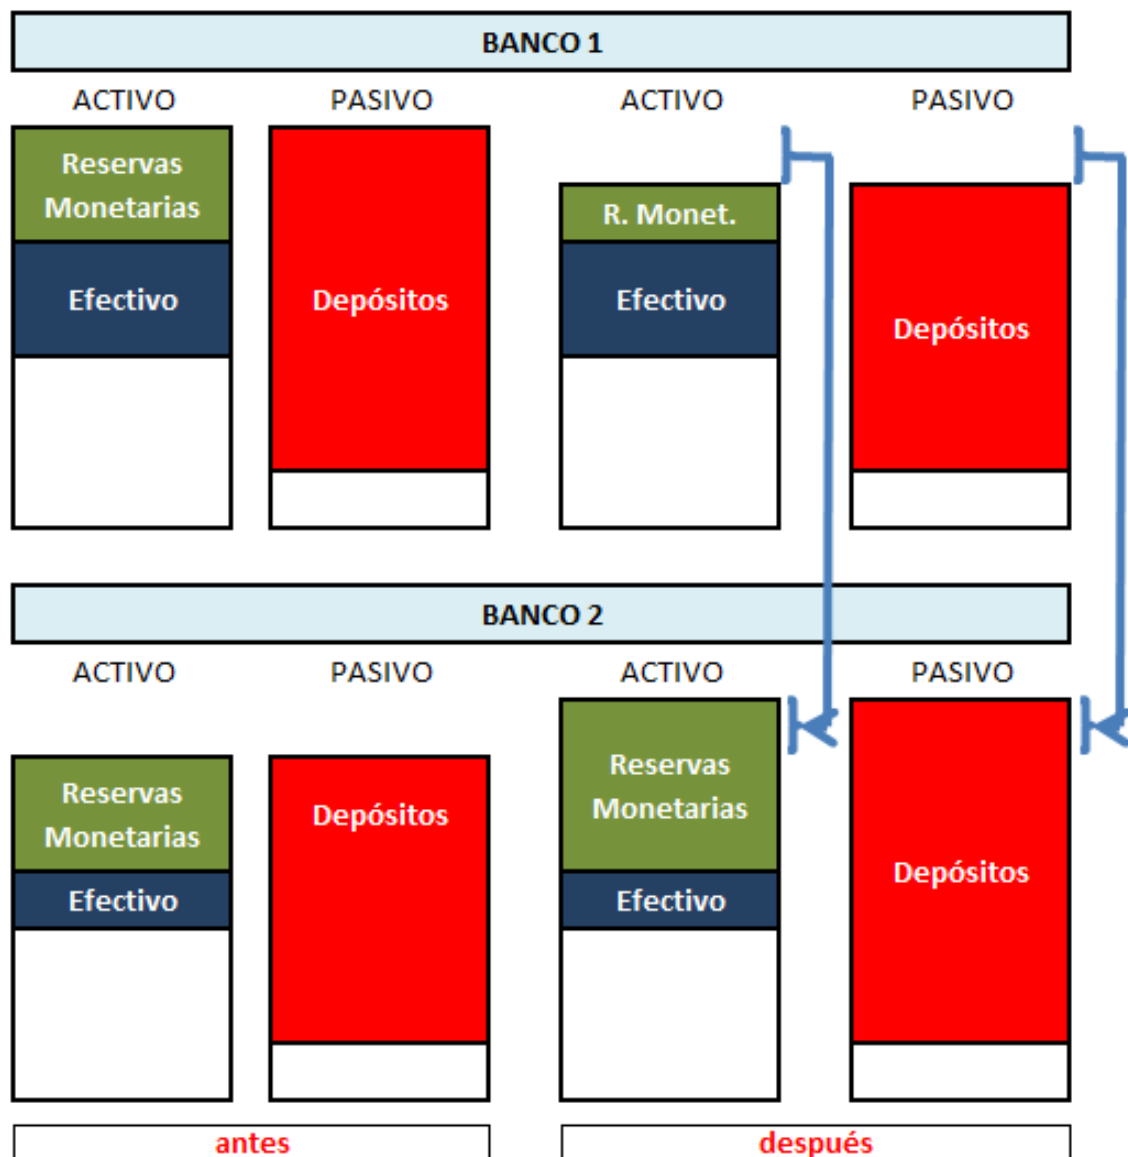 BANCO 1
ACTIVO PASIVO ACTIVO PASIVO
Reservas
Monetarias
Efectivo
Depósitos
R. Monet.
Efectivo
Depósitos
BANCO 2
ACTIVO PASIVO ACTIVO PASIVO
Reservas
Monetarias
Efectivo
Depósitos
Reservas
Monetarias
Efectivo
Depósitos
antes después